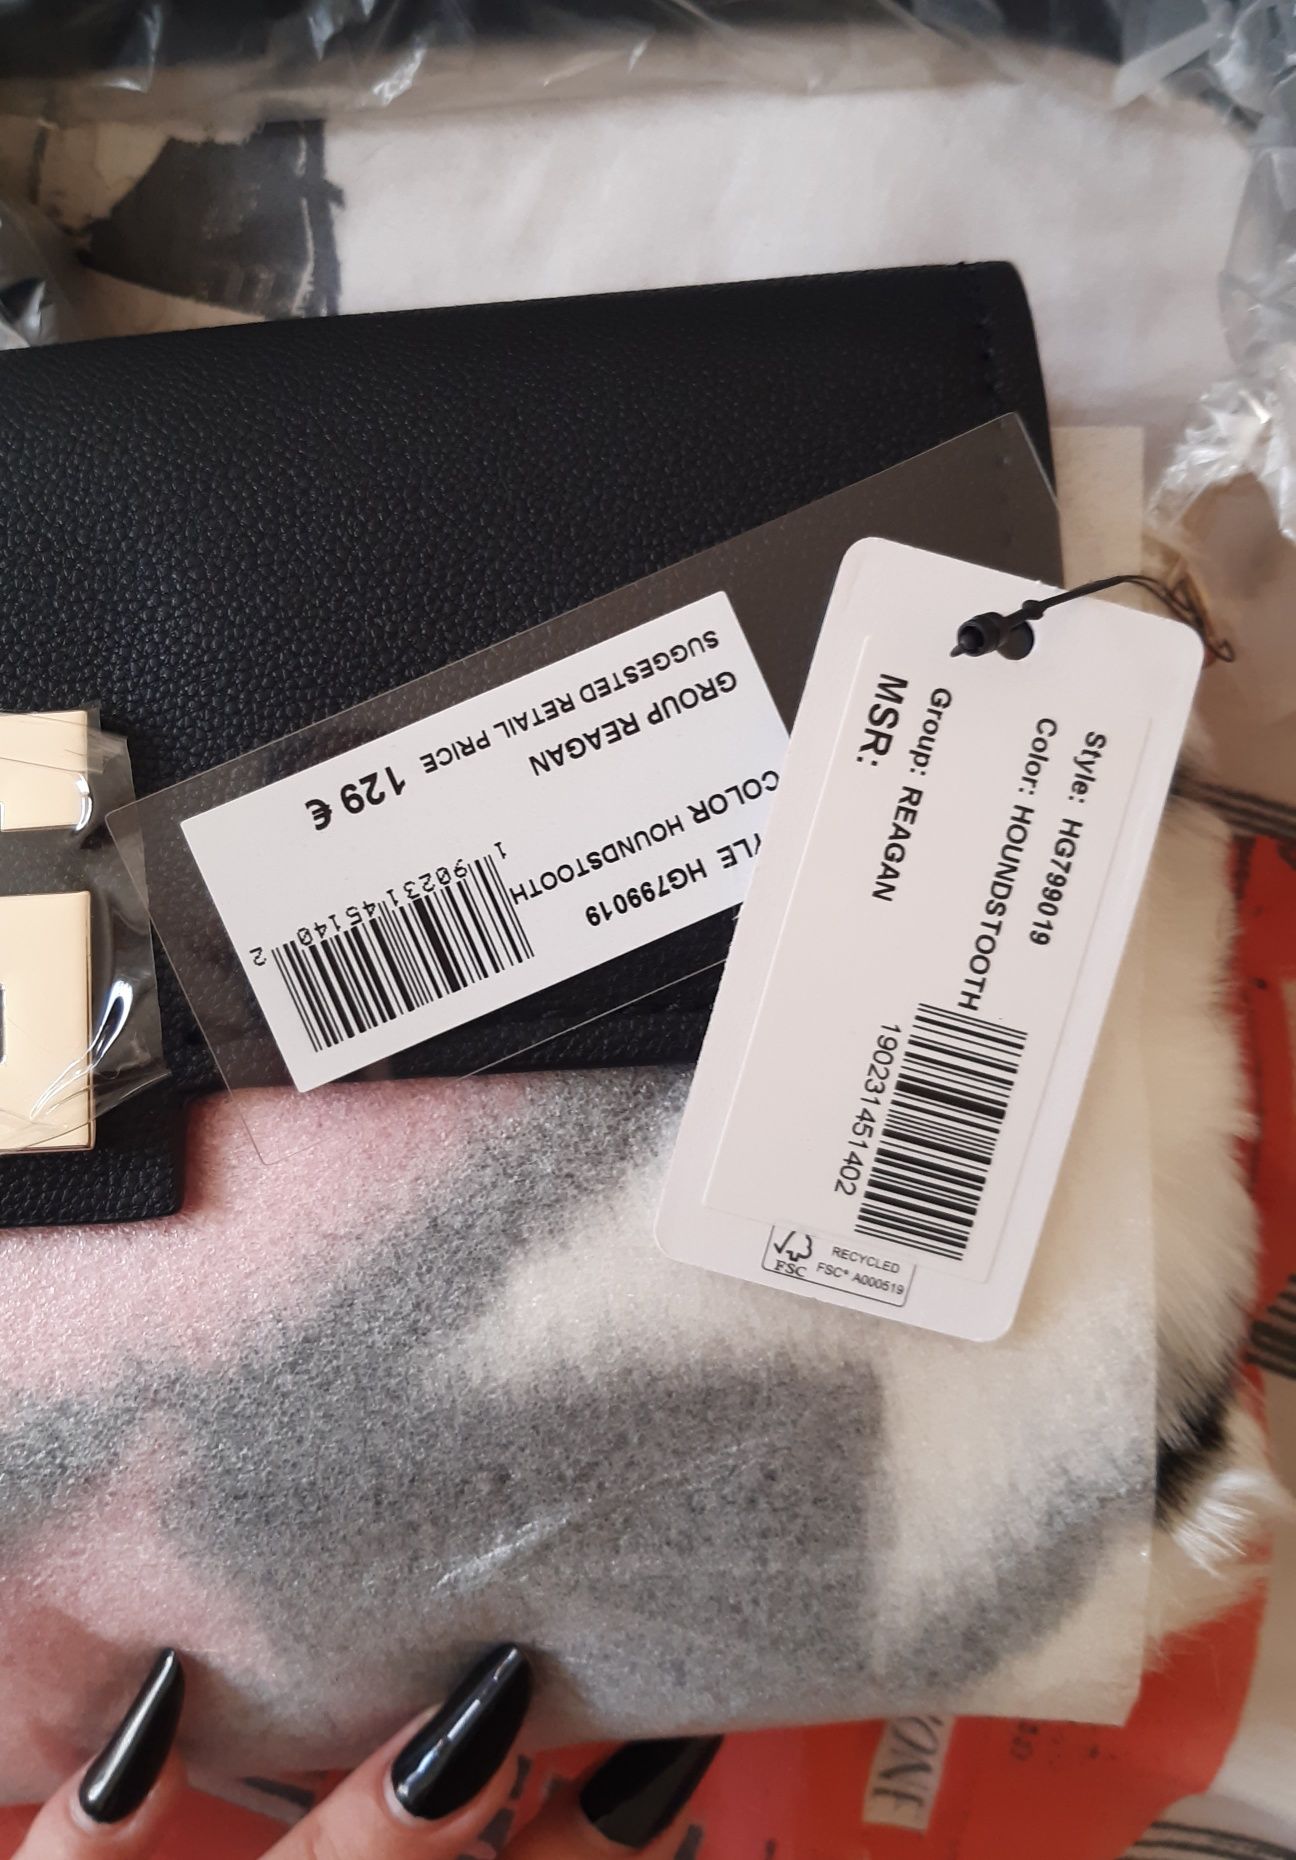 STYLE HG799019
COLOR HOUNDSTOOTH
GROUP REAGAN
SUGGESTED RETAIL PRICE 129 €
1 90231 45140 2
Style: HG799019
Color: HOUNDSTOOTH
Group: REAGAN
MSR:
190231451402
FSC
RECYCLED
FSC® A000519